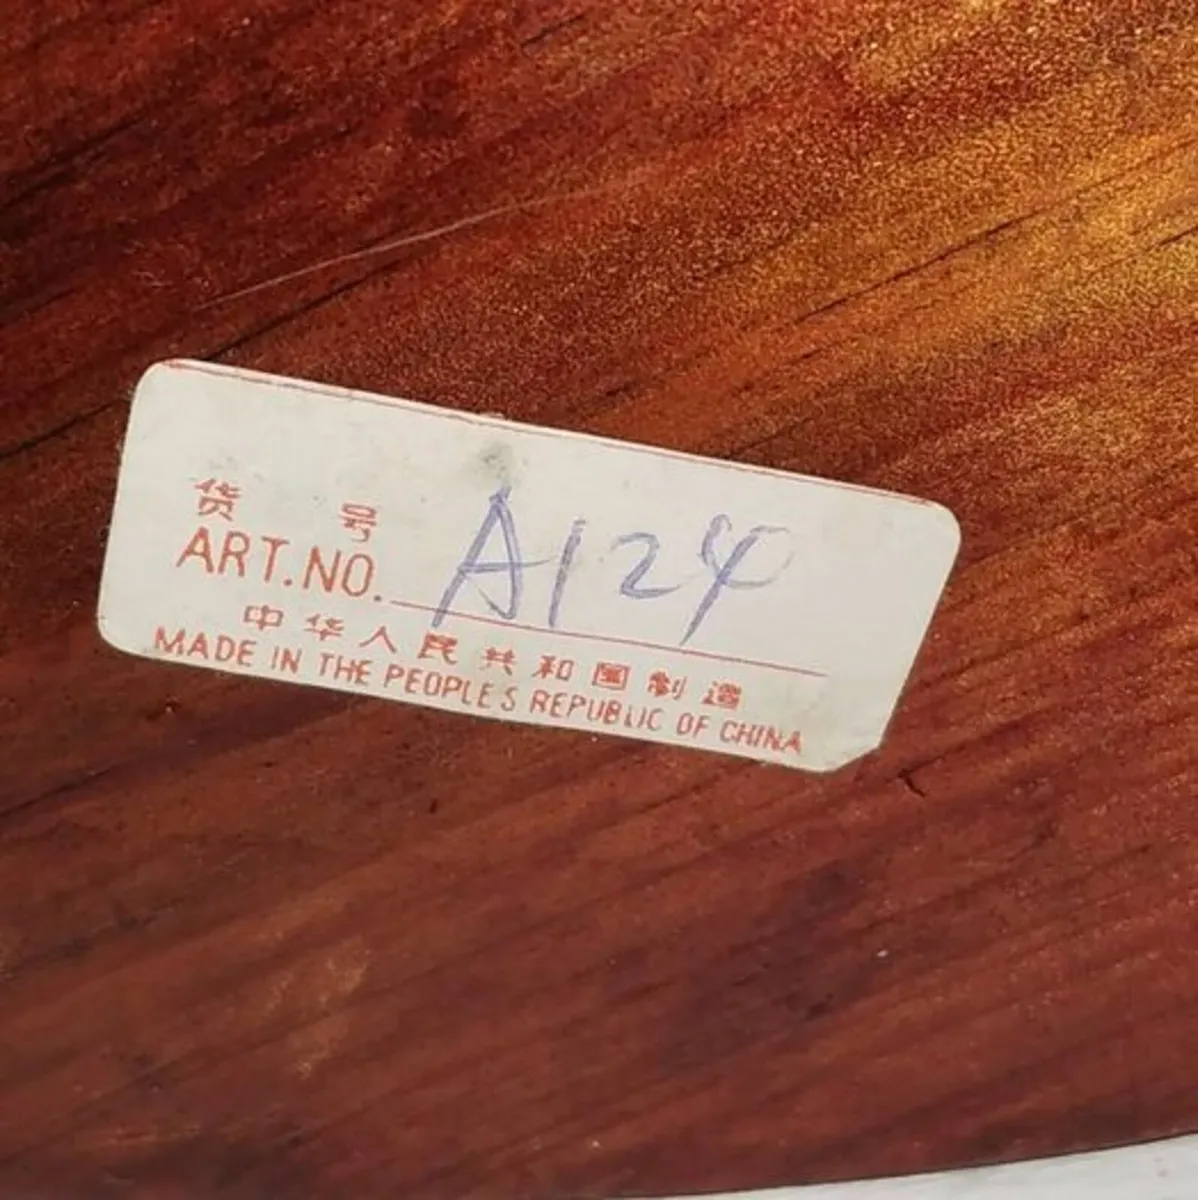 货号
ART.NO. A124
中华人民共和国制造
MADE IN THE PEOPLES REPUBLIC OF CHINA